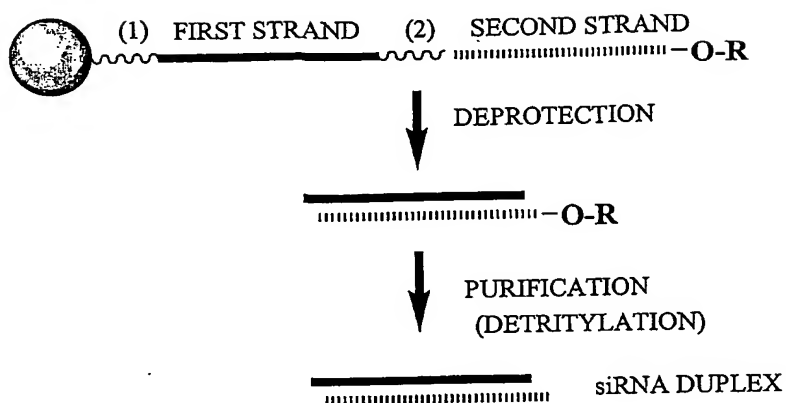 (1) FIRST STRAND (2) SECOND STRAND
-O-R
DEPROTECTION
-O-R
PURIFICATION
(DETRITYLATION)
siRNA DUPLEX